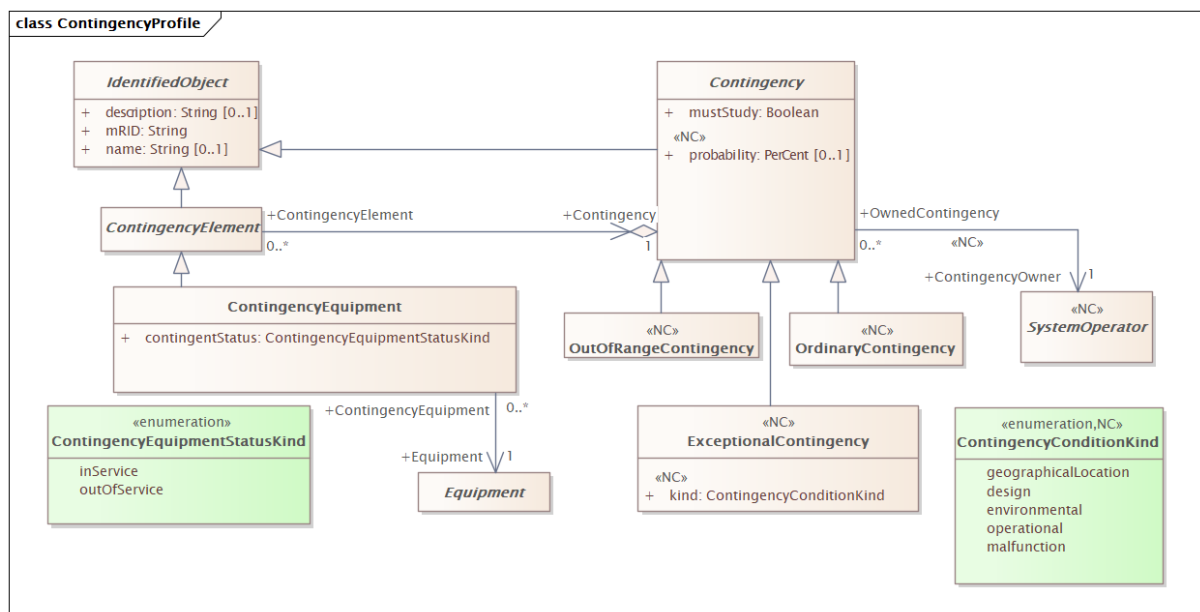 class ContingencyProfile
IdentifiedObject
+ description: String [0..1]
+ mRID: String
+ name: String [0..1]
Contingency
+ mustStudy: Boolean
«NC»
+ probability: PerCent [0..1]
ContingencyElement
+ContingencyElement
0..*
+Contingency
1
+OwnedContingency
0..*
«NC»
+ContingencyOwner
1
«NC»
SystemOperator
ContingencyEquipment
+ contingentStatus: ContingencyEquipmentStatusKind
«NC»
OutOfRangeContingency
«NC»
OrdinaryContingency
+ContingencyEquipment
0..*
+Equipment
1
Equipment
«enumeration»
ContingencyEquipmentStatusKind
inService
outOfService
«NC»
ExceptionalContingency
«NC»
+ kind: ContingencyConditionKind
«enumeration,NC»
ContingencyConditionKind
geographicalLocation
design
environmental
operational
malfunction